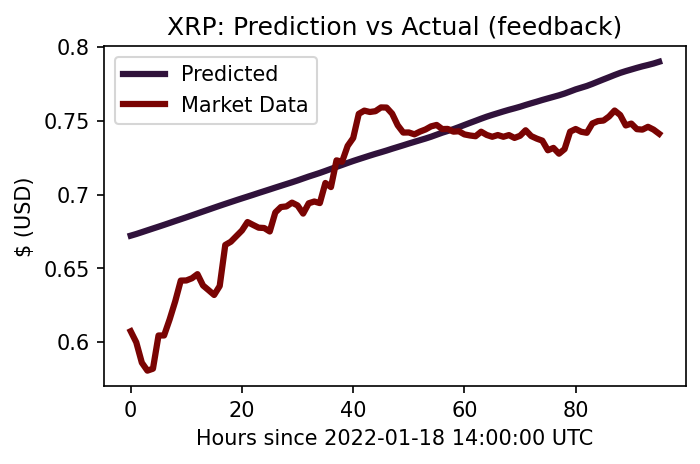 XRP: Prediction vs Actual (feedback)
Predicted
Market Data
$ (USD)
0.8
0.75
0.7
0.65
0.6
0 20 40 60 80
Hours since 2022-01-18 14:00:00 UTC